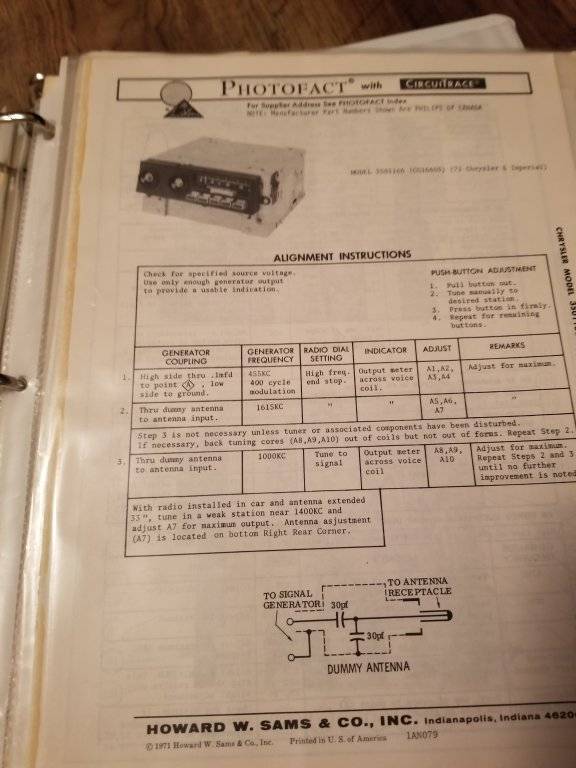 PHOTOFACT® with CIRCUITRACE®
For Supplier Address See PHOTOFACT Index
NOTE: Manufacturer Part Numbers Shown Are PHILIPS OF CANADA
MODEL 3501166 (CG1660S) (71 Chrysler & Imperial)
CHRYSLER MODEL
ALIGNMENT INSTRUCTIONS
Check for specified source voltage.
Use only enough generator output
to provide a usable indication.
PUSH-BUTTON ADJUSTMENT
1. Pull button out.
2. Tune manually to
desired station.
3. Press button in firmly.
4. Repeat for remaining
buttons.
GENERATOR COUPLING GENERATOR FREQUENCY RADIO DIAL SETTING INDICATOR ADJUST REMARKS
1. High side thru .1mfd to point A , low side to ground. 455KC 400 cycle modulation High freq. end stop. Output meter across voice coil A1,A2, A3,A4 Adjust for maximum.
2. Thru dummy antenna to antenna input. 1615KC " " A5,A6, A7 "
Step 3 is not necessary unless tuner or associated components have been disturbed.
If necessary, back tuning cores (A8,A9,A10) out of coils but not out of forms. Repeat Step 2.
3. Thru dummy antenna to antenna input. 1000KC Tune to signal Output meter across voice coil A8,A9, A10 Adjust for maximum. Repeat Steps 2 and 3 until no further improvement is noted
With radio installed in car and antenna extended
33", tune in a weak station near 1400KC and
adjust A7 for maximum output. Antenna asjustment
(A7) is located on bottom Right Rear Corner.
TO SIGNAL
GENERATOR
30pf
TO ANTENNA
RECEPTACLE
30pf
DUMMY ANTENNA
HOWARD W. SAMS & CO., INC. Indianapolis, Indiana 4620
© 1971 Howard W. Sams & Co., Inc. Printed in U. S. of America 1AN079